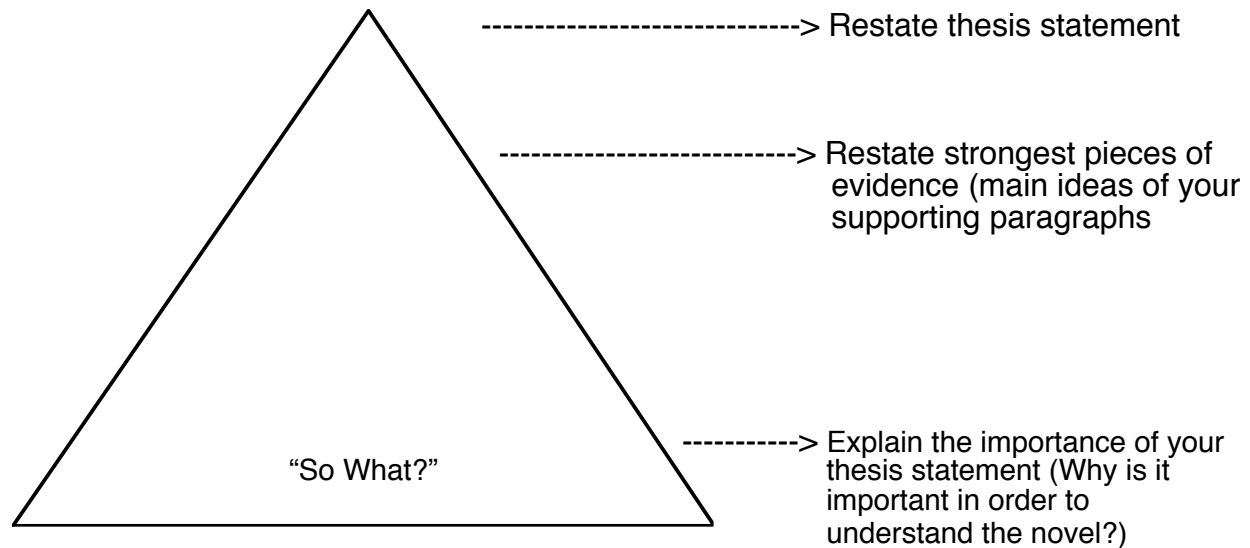 -----------------------------> Restate thesis statement
---------------------------> Restate strongest pieces of
evidence (main ideas of your
supporting paragraphs
“So What?”
-----------> Explain the importance of your
thesis statement (Why is it
important in order to
understand the novel?)